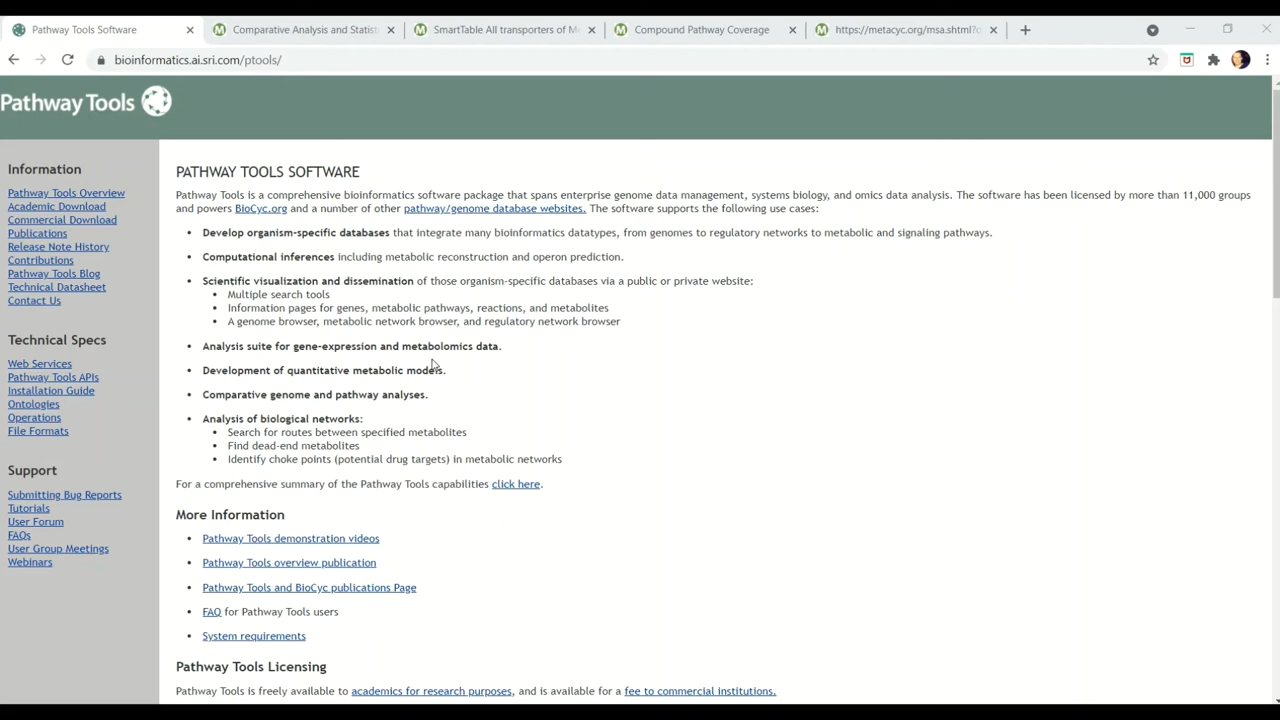 Pathway Tools Software
Comparative Analysis and Statist
SmartTable All transporters of M
Compound Pathway Coverage
https://metacyc.org/msa.shtml?o
bioinformatics.ai.sri.com/ptools/
Pathway Tools
Information
Pathway Tools Overview
Academic Download
Commercial Download
Publications
Release Note History
Contributions
Pathway Tools Blog
Technical Datasheet
Contact Us
Technical Specs
Web Services
Pathway Tools APIs
Installation Guide
Ontologies
Operations
File Formats
Support
Submitting Bug Reports
Tutorials
User Forum
FAQs
User Group Meetings
Webinars
PATHWAY TOOLS SOFTWARE
Pathway Tools is a comprehensive bioinformatics software package that spans enterprise genome data management, systems biology, and omics data analysis. The software has been licensed by more than 11,000 groups
and powers BioCyc.org and a number of other pathway/genome database websites. The software supports the following use cases:
• Develop organism-specific databases that integrate many bioinformatics datatypes, from genomes to regulatory networks to metabolic and signaling pathways.
• Computational inferences including metabolic reconstruction and operon prediction.
• Scientific visualization and dissemination of those organism-specific databases via a public or private website:
• Multiple search tools
• Information pages for genes, metabolic pathways, reactions, and metabolites
• A genome browser, metabolic network browser, and regulatory network browser
• Analysis suite for gene-expression and metabolomics data.
• Development of quantitative metabolic models.
• Comparative genome and pathway analyses.
• Analysis of biological networks:
• Search for routes between specified metabolites
• Find dead-end metabolites
• Identify choke points (potential drug targets) in metabolic networks
For a comprehensive summary of the Pathway Tools capabilities click here.
More Information
• Pathway Tools demonstration videos
• Pathway Tools overview publication
• Pathway Tools and BioCyc publications Page
• FAQ for Pathway Tools users
• System requirements
Pathway Tools Licensing
Pathway Tools is freely available to academics for research purposes, and is available for a fee to commercial institutions.